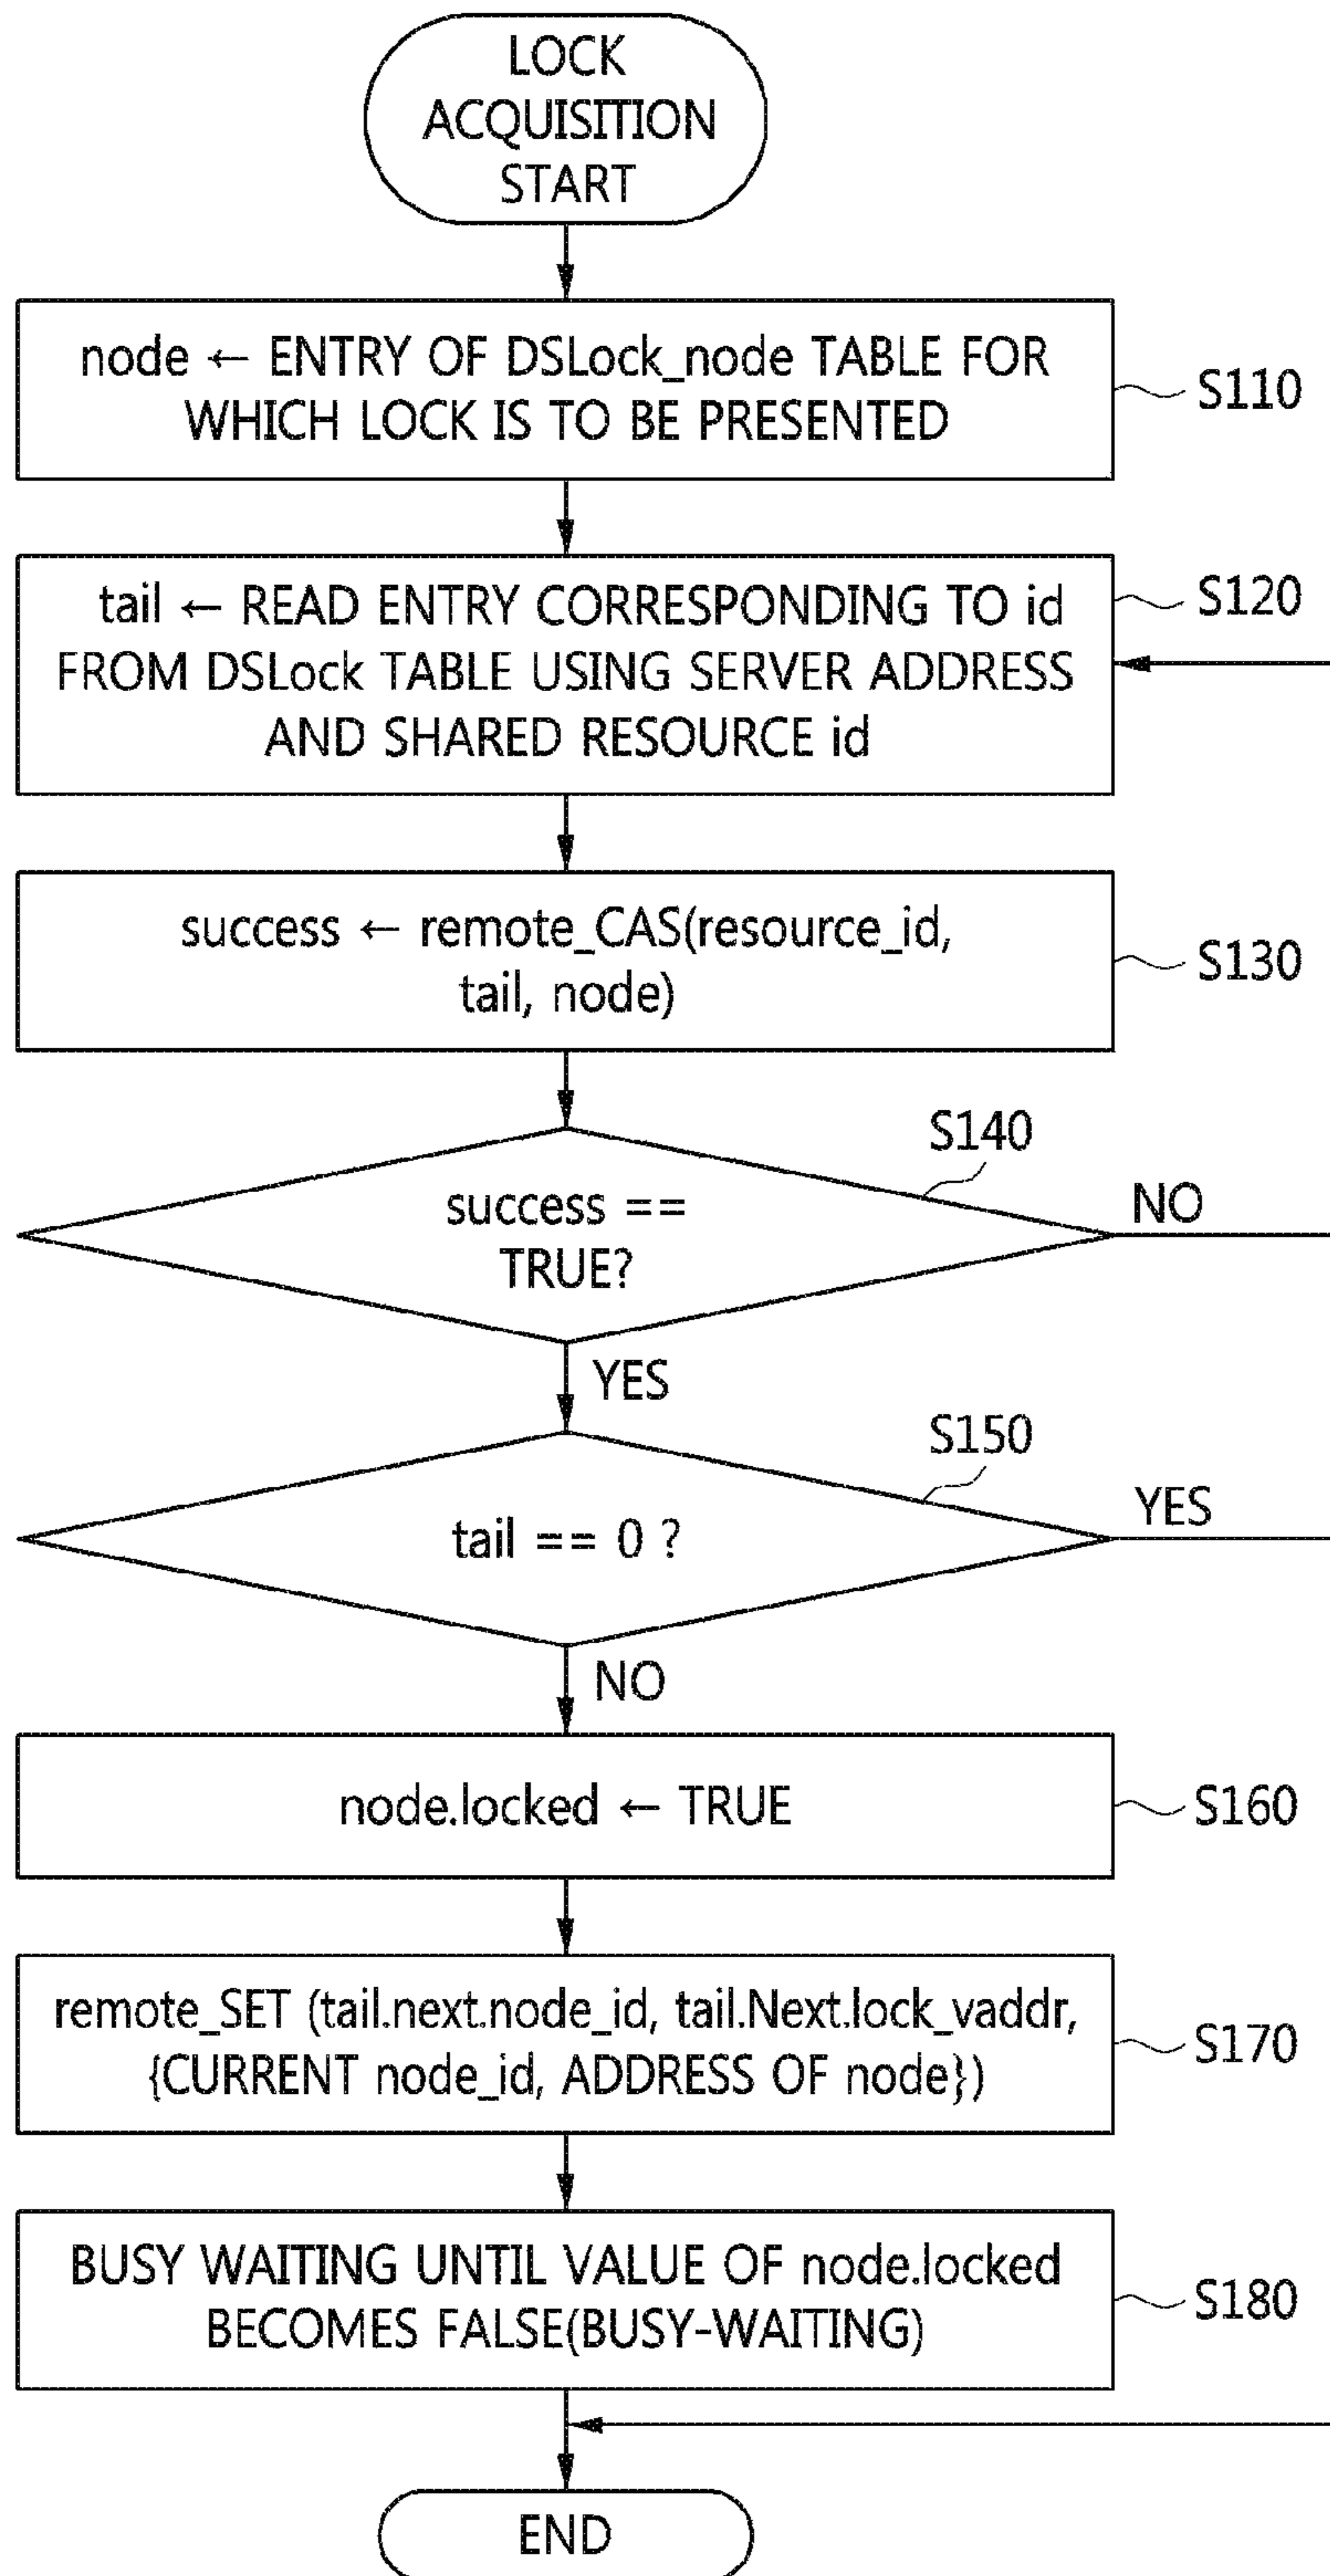 LOCK
ACQUISITION
START
node ← ENTRY OF DSLock_node TABLE FOR
WHICH LOCK IS TO BE PRESENTED
S110
tail ← READ ENTRY CORRESPONDING TO id
FROM DSLock TABLE USING SERVER ADDRESS
AND SHARED RESOURCE id
S120
success ← remote_CAS(resource_id,
tail, node)
S130
S140
success ==
TRUE?
NO
YES
S150
tail == 0 ?
YES
NO
node.locked ← TRUE
S160
remote_SET (tail.next.node_id, tail.Next.lock_vaddr,
{CURRENT node_id, ADDRESS OF node})
S170
BUSY WAITING UNTIL VALUE OF node.locked
BECOMES FALSE(BUSY-WAITING)
S180
END